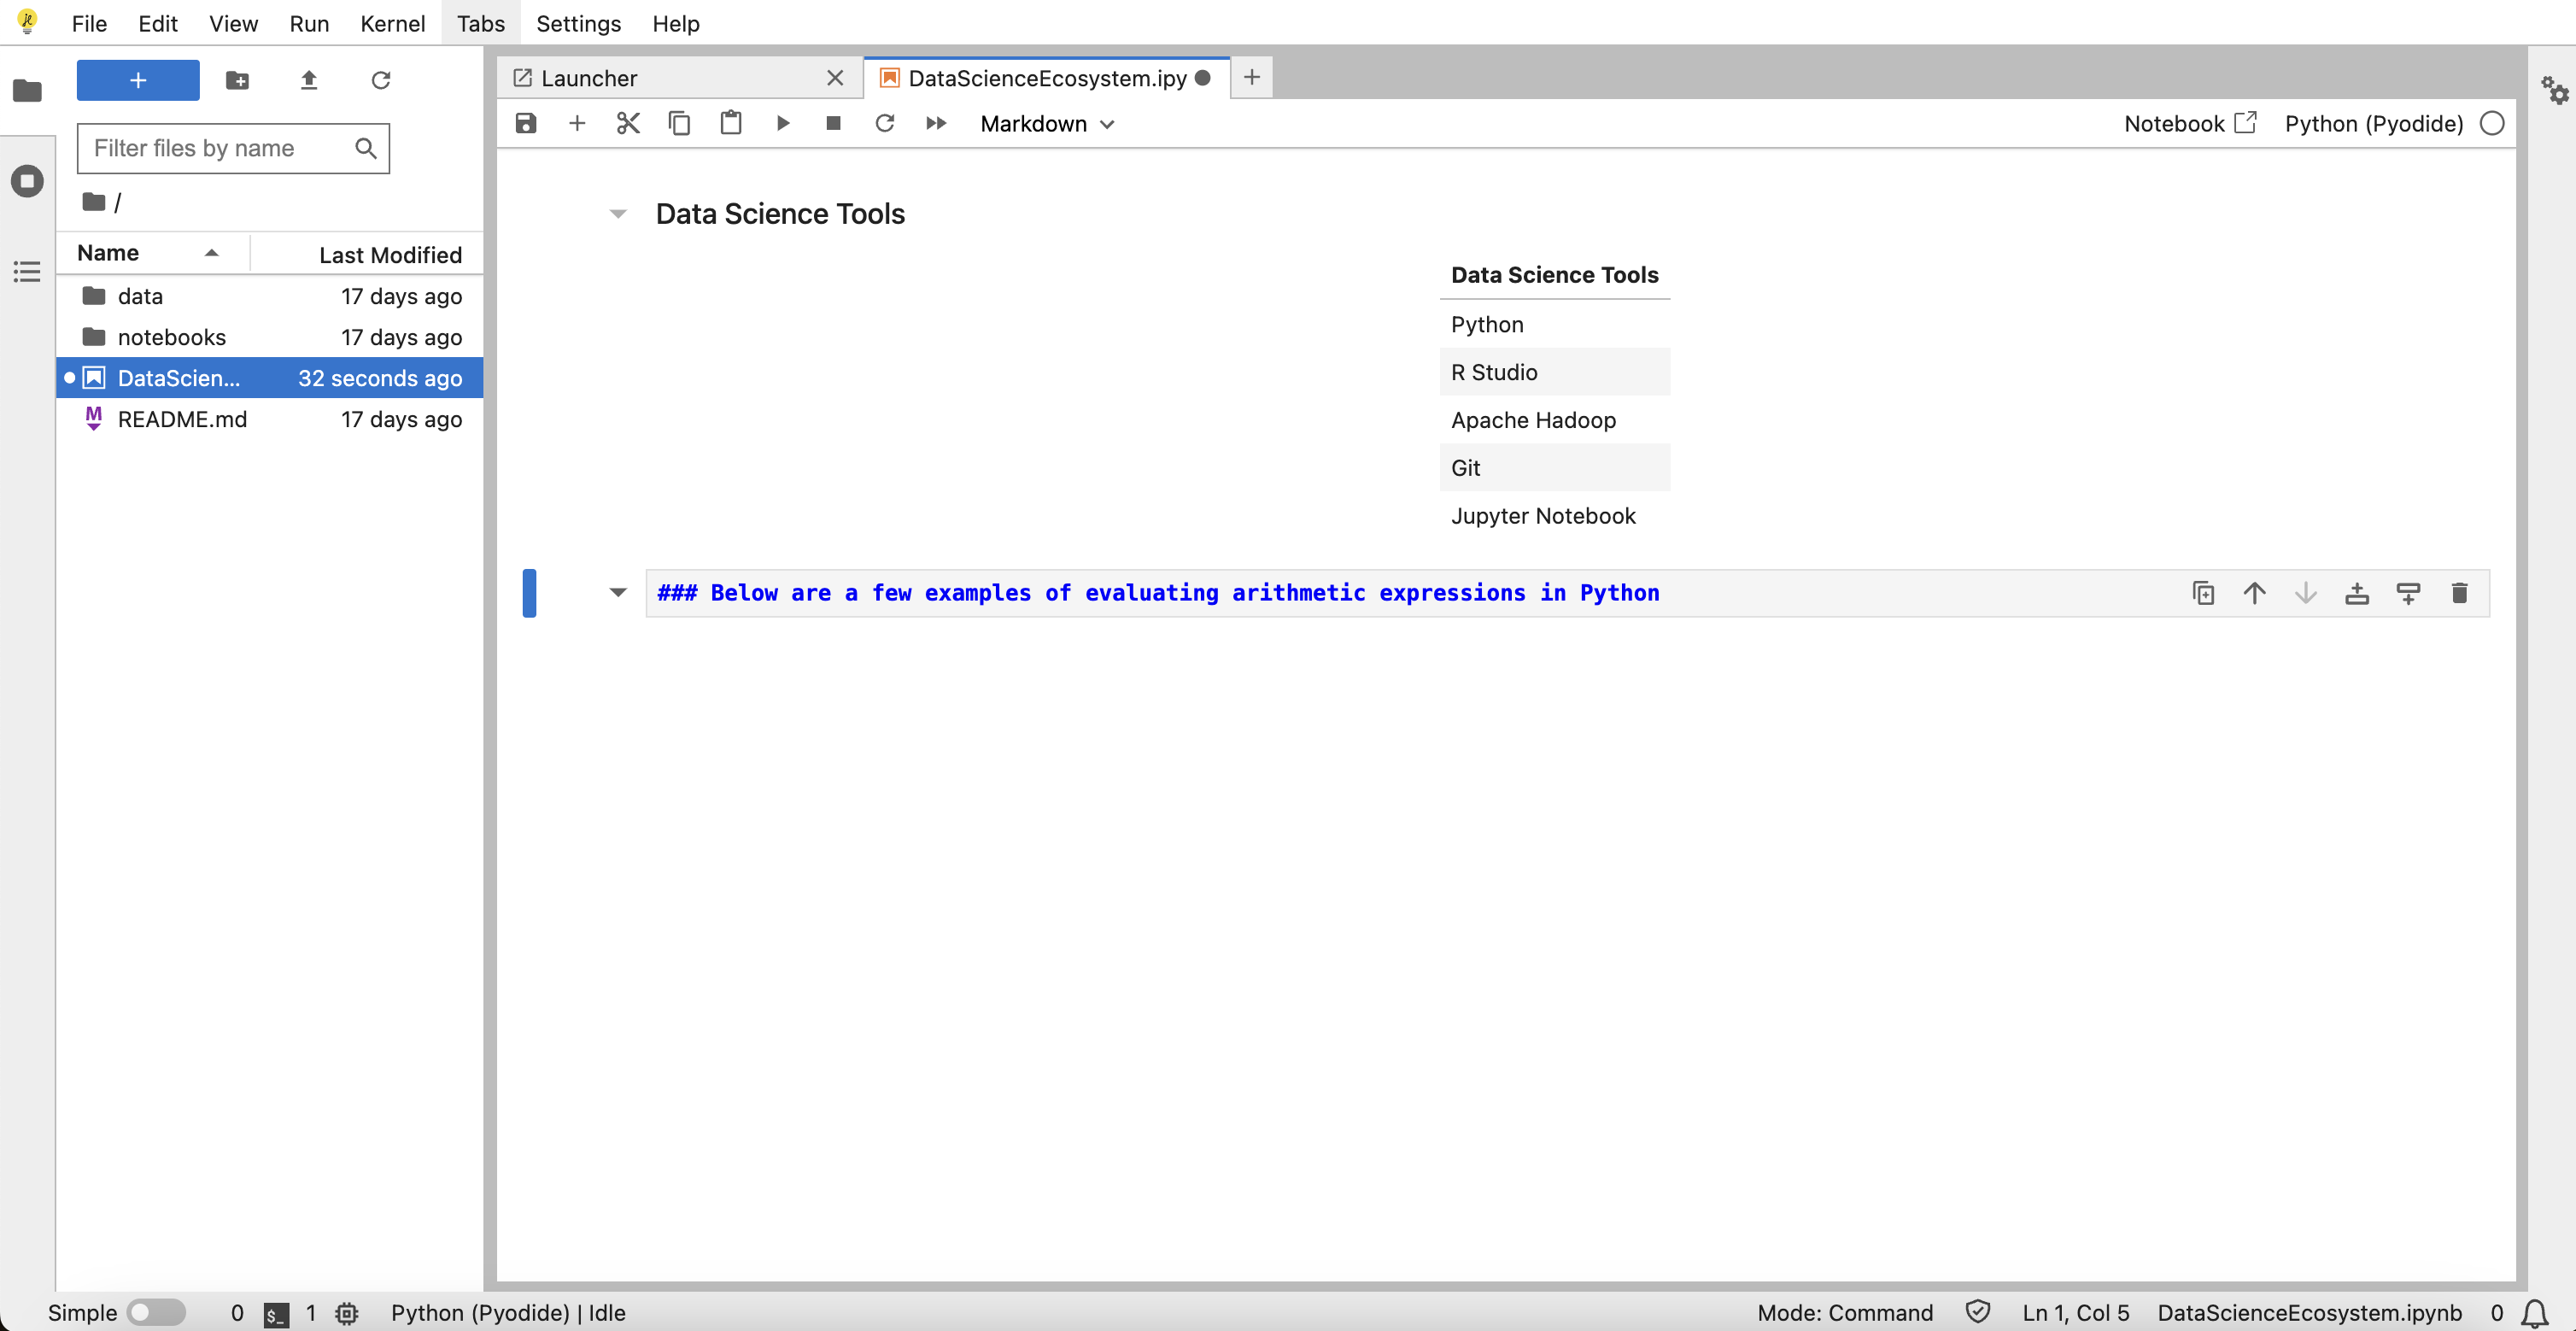 File Edit View Run Kernel Tabs Settings Help
Launcher DataScienceEcosystem.ipy
Filter files by name
Markdown Notebook Python (Pyodide)
/
Name Last Modified
data 17 days ago
notebooks 17 days ago
DataScien... 32 seconds ago
README.md 17 days ago
Data Science Tools
Data Science Tools
Python
R Studio
Apache Hadoop
Git
Jupyter Notebook
### Below are a few examples of evaluating arithmetic expressions in Python
Simple 0 $_ 1 Python (Pyodide) | Idle Mode: Command Ln 1, Col 5 DataScienceEcosystem.ipynb 0